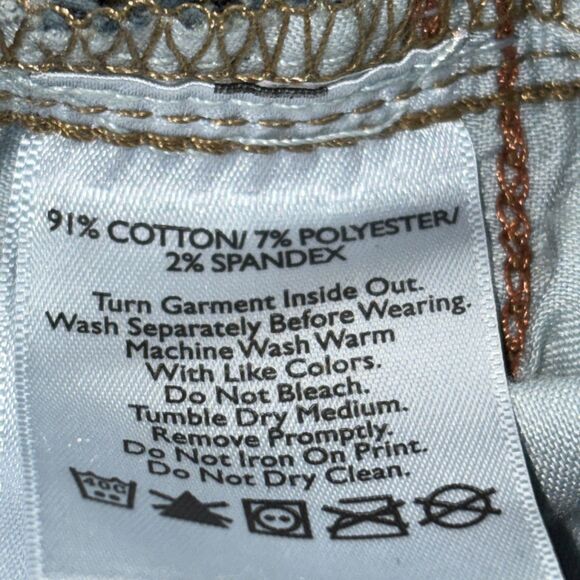 91% COTTON/ 7% POLYESTER/
2% SPANDEX
Turn Garment Inside Out.
Wash Separately Before Wearing.
Machine Wash Warm
With Like Colors.
Do Not Bleach.
Tumble Dry Medium.
Remove Promptly.
Do Not Iron On Print.
Do Not Dry Clean.
40C